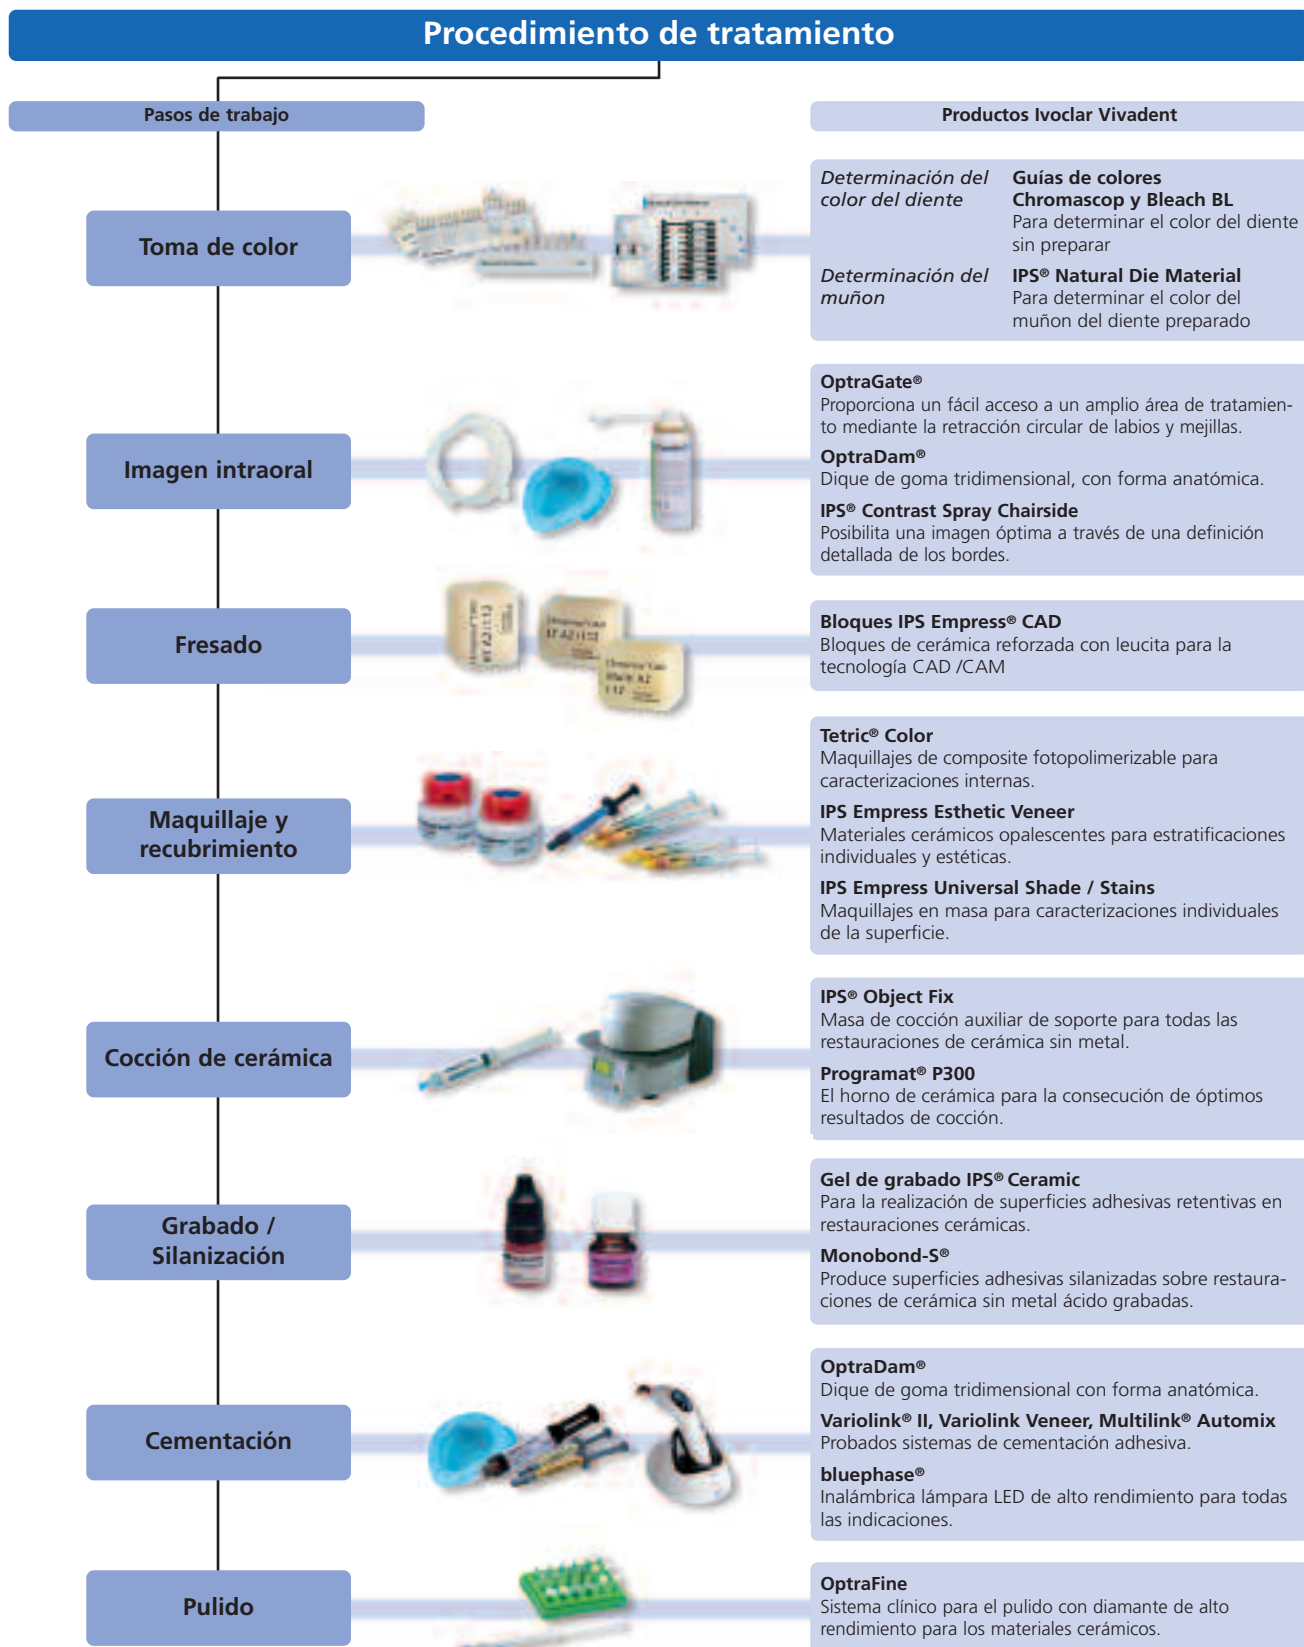 Procedimiento de tratamiento
Pasos de trabajo
Productos Ivoclar Vivadent
Toma de color
Determinación del
color del diente
Guías de colores
Chromascop y Bleach BL
Para determinar el color del diente
sin preparar
Determinación del
muñon
IPS® Natural Die Material
Para determinar el color del
muñon del diente preparado
Imagen intraoral
OptraGate®
Proporciona un fácil acceso a un amplio área de tratamien-
to mediante la retracción circular de labios y mejillas.
OptraDam®
Dique de goma tridimensional, con forma anatómica.
IPS® Contrast Spray Chairside
Posibilita una imagen óptima a través de una definición
detallada de los bordes.
Fresado
Bloques IPS Empress® CAD
Bloques de cerámica reforzada con leucita para la
tecnología CAD /CAM
Maquillaje y
recubrimiento
Tetric® Color
Maquillajes de composite fotopolimerizable para
caracterizaciones internas.
IPS Empress Esthetic Veneer
Materiales cerámicos opalescentes para estratificaciones
individuales y estéticas.
IPS Empress Universal Shade / Stains
Maquillajes en masa para caracterizaciones individuales
de la superficie.
Cocción de cerámica
IPS® Object Fix
Masa de cocción auxiliar de soporte para todas las
restauraciones de cerámica sin metal.
Programat® P300
El horno de cerámica para la consecución de óptimos
resultados de cocción.
Grabado /
Silanización
Gel de grabado IPS® Ceramic
Para la realización de superficies adhesivas retentivas en
restauraciones cerámicas.
Monobond-S®
Produce superficies adhesivas silanizadas sobre restaura-
ciones de cerámica sin metal ácido grabadas.
Cementación
OptraDam®
Dique de goma tridimensional con forma anatómica.
Variolink® II, Variolink Veneer, Multilink® Automix
Probados sistemas de cementación adhesiva.
bluephase®
Inalámbrica lámpara LED de alto rendimiento para todas
las indicaciones.
Pulido
OptraFine
Sistema clínico para el pulido con diamante de alto
rendimiento para los materiales cerámicos.